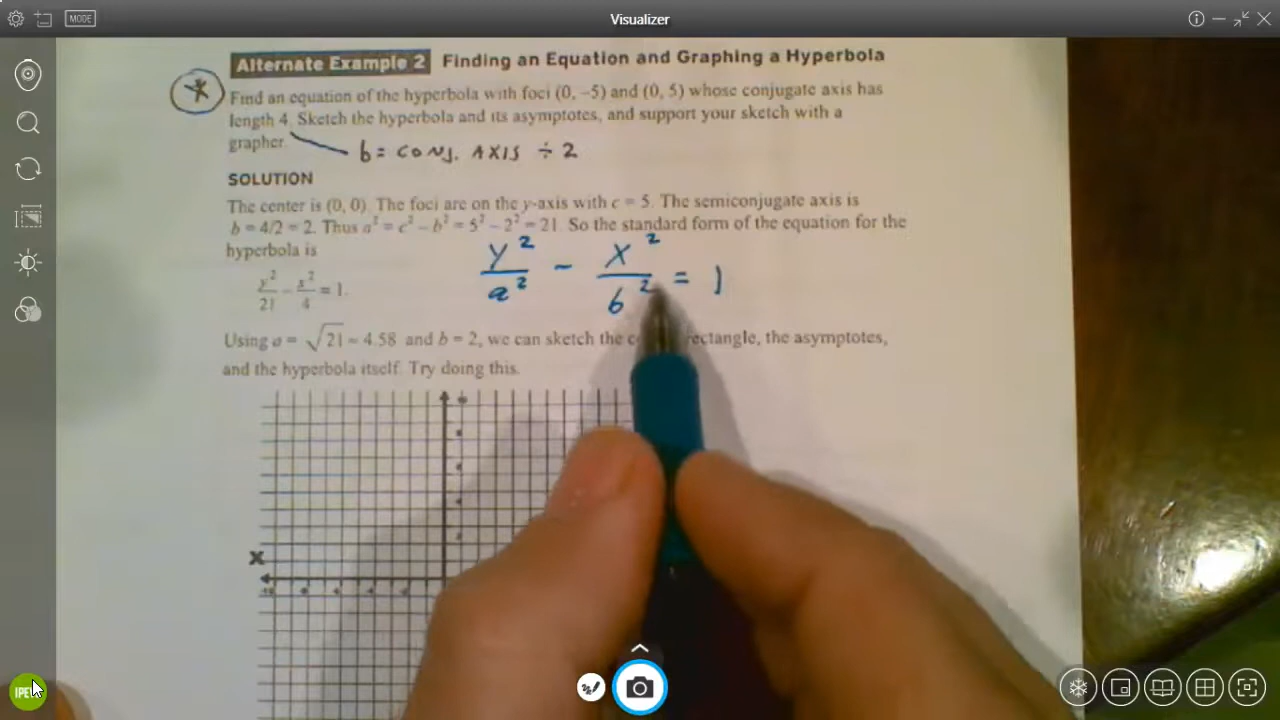 MODE
Visualizer
Alternate Example 2 Finding an Equation and Graphing a Hyperbola
Find an equation of the hyperbola with foci (0, −5) and (0, 5) whose conjugate axis has
length 4. Sketch the hyperbola and its asymptotes, and support your sketch with a
grapher.
b = CONJ. AXIS ÷ 2
SOLUTION
The center is (0, 0). The foci are on the y-axis with c = 5. The semiconjugate axis is
b = 4/2 = 2. Thus a² = c² − b² = 5² − 2² = 21. So the standard form of the equation for the
hyperbola is
y²/a² − x²/b² = 1
y²/21 − x²/4 = 1.
Using a = √21 ≈ 4.58 and b = 2, we can sketch the rectangle, the asymptotes,
and the hyperbola itself. Try doing this.
x